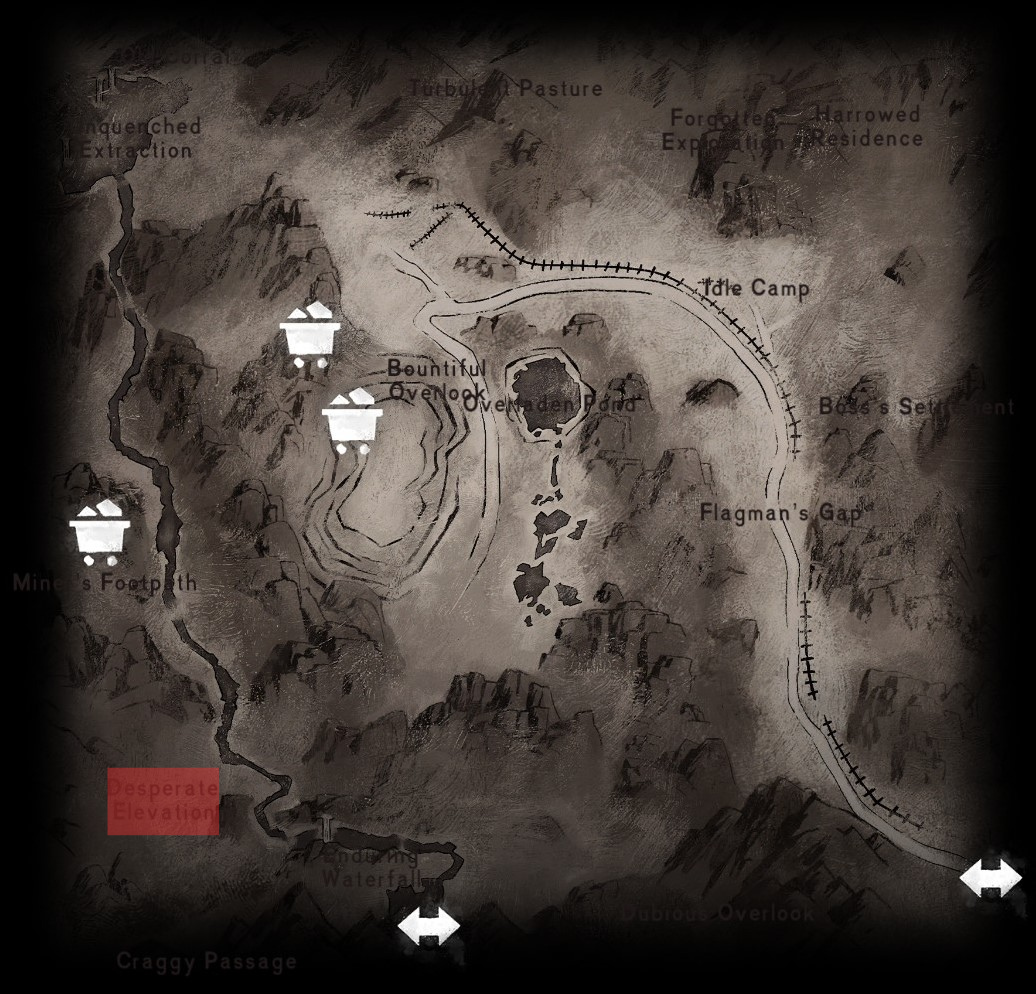 Turbulent Pasture
Forgotten
Exploration
Harrowed
Residence
Unquenched
Extraction
Idle Camp
Bountiful
Overlook
Overladen Pond
Boss's Settlement
Flagman's Gap
Miner's Footpath
Desperate
Elevation
Enduring
Waterfall
Dubious Overlook
Craggy Passage